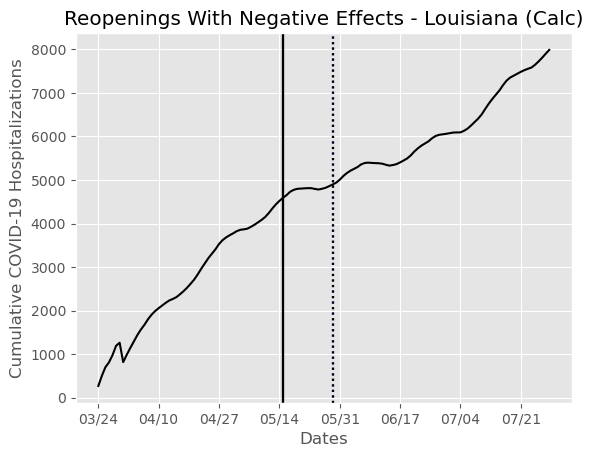 Reopenings With Negative Effects - Louisiana (Calc)
Cumulative COVID-19 Hospitalizations
8000
7000
6000
5000
4000
3000
2000
1000
0
03/24 04/10 04/27 05/14 05/31 06/17 07/04 07/21
Dates